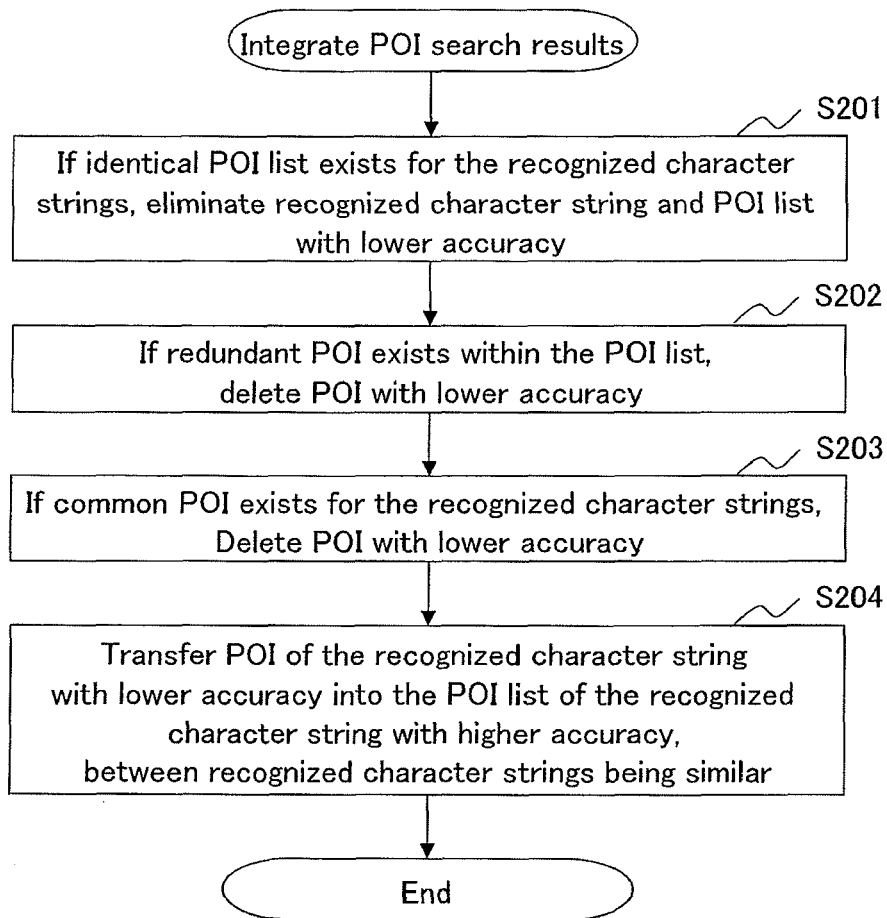 Integrate POI search results
S201
If identical POI list exists for the recognized character
strings, eliminate recognized character string and POI list
with lower accuracy
S202
If redundant POI exists within the POI list,
delete POI with lower accuracy
S203
If common POI exists for the recognized character strings,
Delete POI with lower accuracy
S204
Transfer POI of the recognized character string
with lower accuracy into the POI list of the recognized
character string with higher accuracy,
between recognized character strings being similar
End